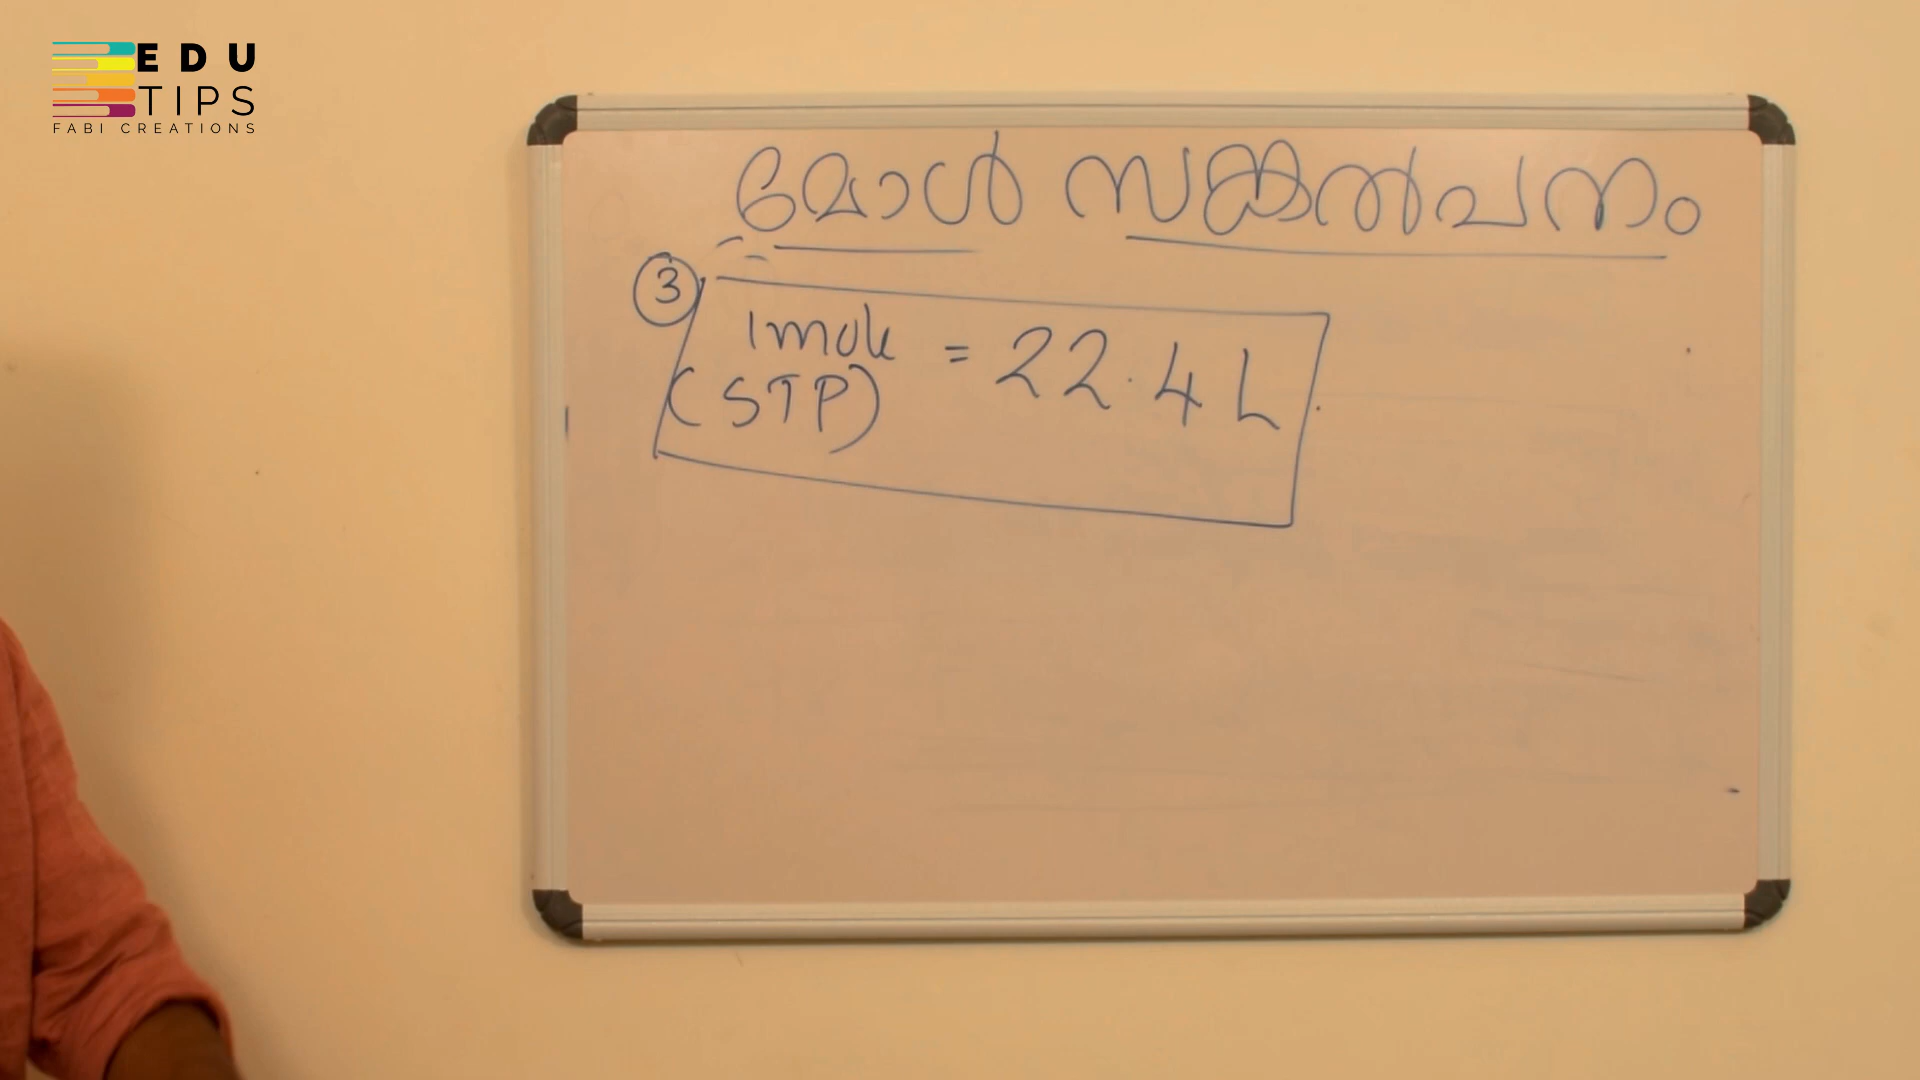 EDU
TIPS
FABI CREATIONS
മോൾ സങ്കൽപനം
③
1mole = 22.4 L
(STP)